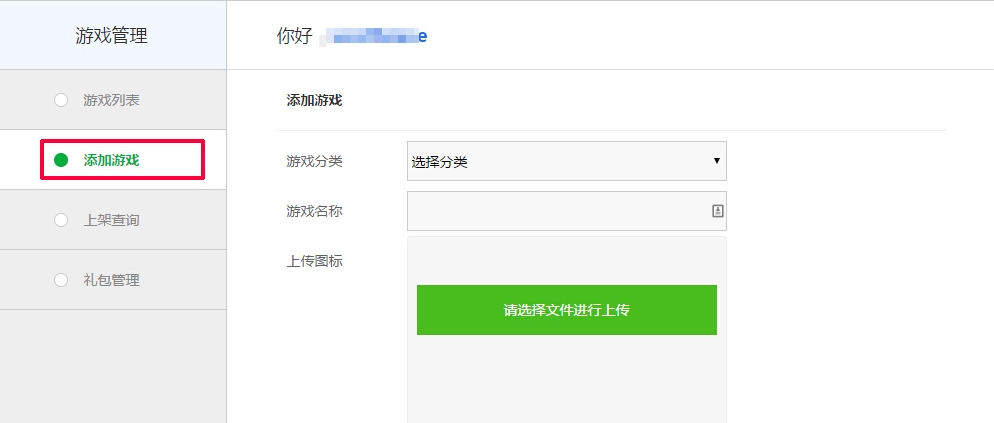 游戏管理
你好
游戏列表
添加游戏
上架查询
礼包管理
添加游戏
游戏分类
选择分类
游戏名称
上传图标
请选择文件进行上传